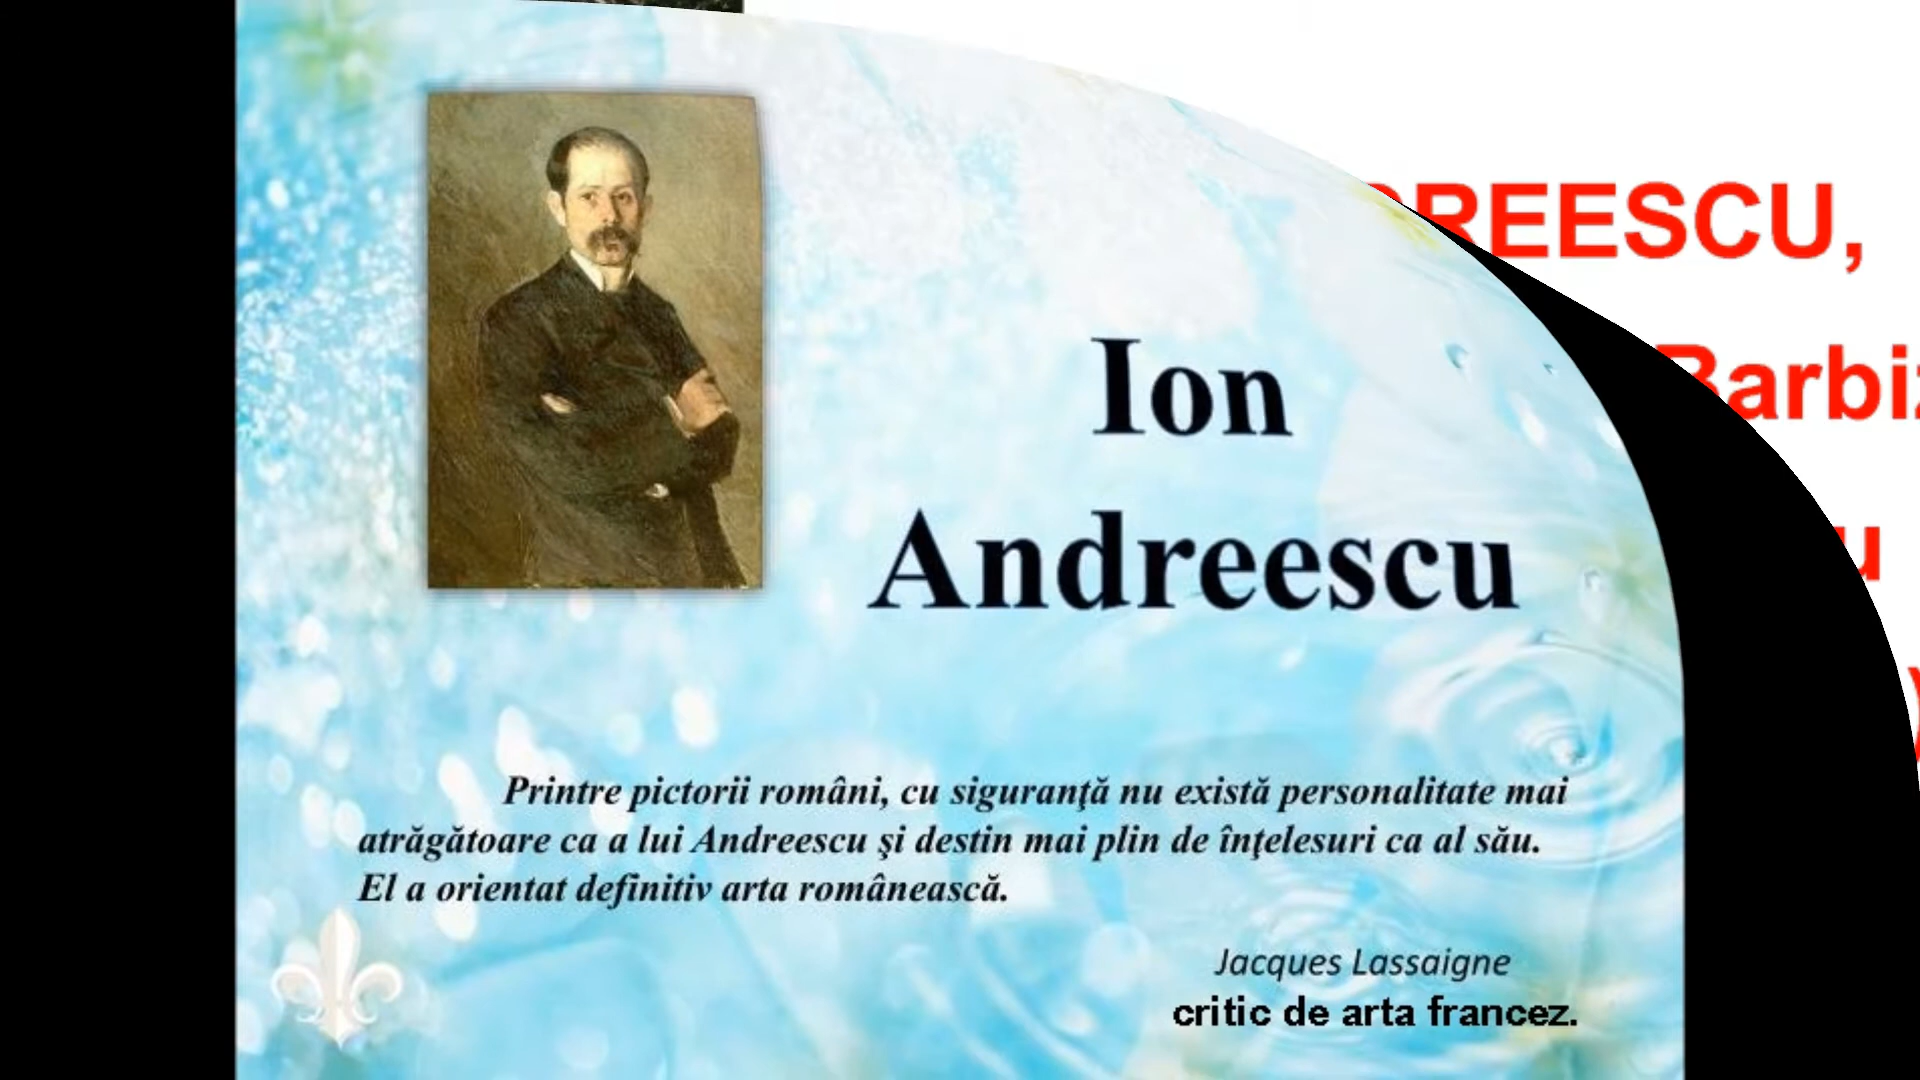 Ion
Andreescu
Printre pictorii români, cu siguranţă nu există personalitate mai
atrăgătoare ca a lui Andreescu şi destin mai plin de înţelesuri ca al său.
El a orientat definitiv arta românească.
Jacques Lassaigne
critic de arta francez.
REESCU,